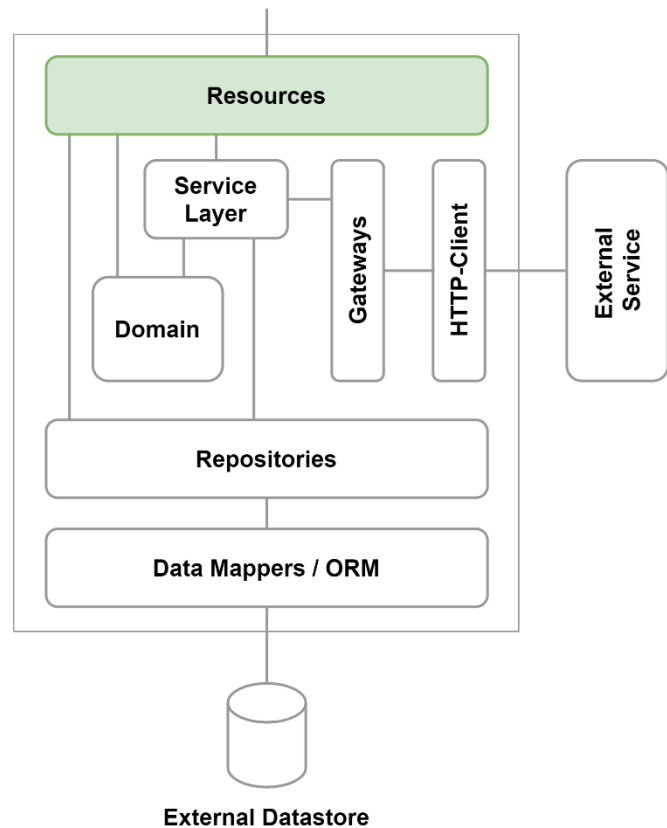 Resources
Service
Layer
Gateways
HTTP-Client
External
Service
Domain
Repositories
Data Mappers / ORM
External Datastore